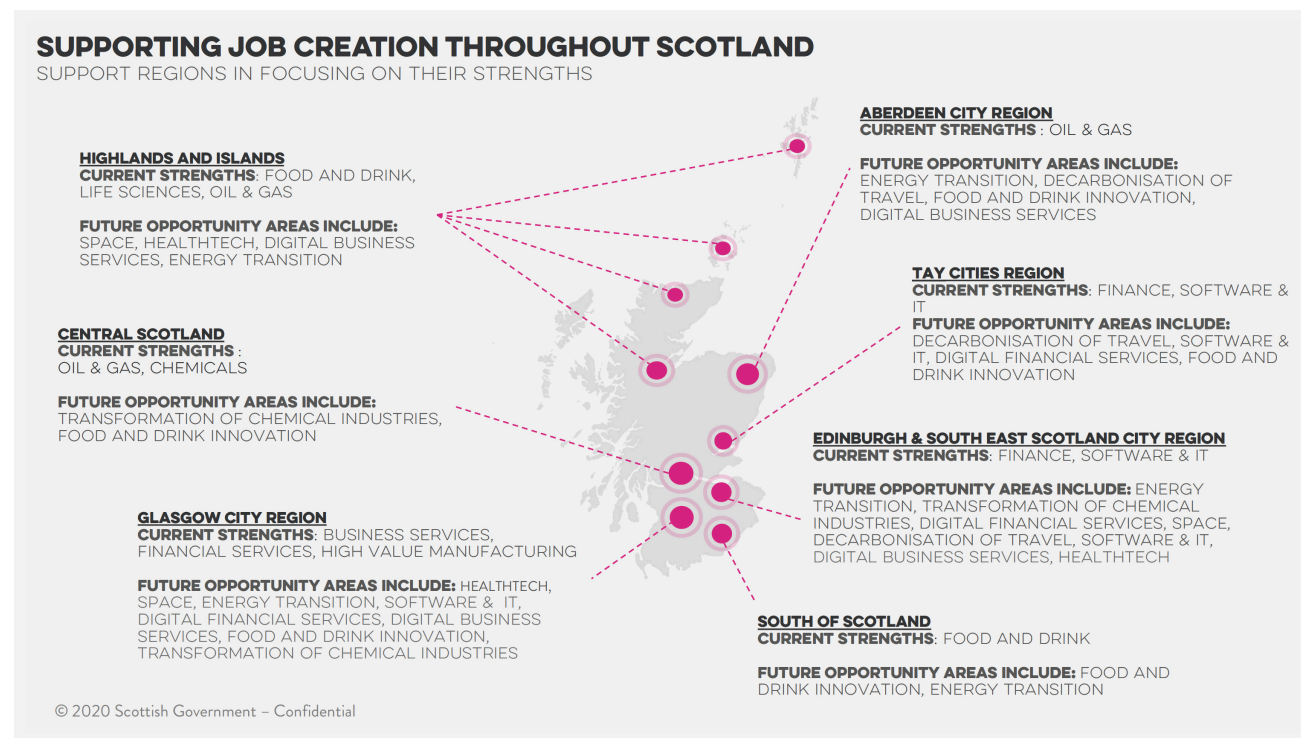 SUPPORTING JOB CREATION THROUGHOUT SCOTLAND
SUPPORT REGIONS IN FOCUSING ON THEIR STRENGTHS
HIGHLANDS AND ISLANDS
CURRENT STRENGTHS: FOOD AND DRINK,
LIFE SCIENCES, OIL & GAS
FUTURE OPPORTUNITY AREAS INCLUDE:
SPACE, HEALTHTECH, DIGITAL BUSINESS
SERVICES, ENERGY TRANSITION
CENTRAL SCOTLAND
CURRENT STRENGTHS :
OIL & GAS, CHEMICALS
FUTURE OPPORTUNITY AREAS INCLUDE:
TRANSFORMATION OF CHEMICAL INDUSTRIES,
FOOD AND DRINK INNOVATION
GLASGOW CITY REGION
CURRENT STRENGTHS: BUSINESS SERVICES,
FINANCIAL SERVICES, HIGH VALUE MANUFACTURING
FUTURE OPPORTUNITY AREAS INCLUDE: HEALTHTECH,
SPACE, ENERGY TRANSITION, SOFTWARE & IT,
DIGITAL FINANCIAL SERVICES, DIGITAL BUSINESS
SERVICES, FOOD AND DRINK INNOVATION,
TRANSFORMATION OF CHEMICAL INDUSTRIES
ABERDEEN CITY REGION
CURRENT STRENGTHS : OIL & GAS
FUTURE OPPORTUNITY AREAS INCLUDE:
ENERGY TRANSITION, DECARBONISATION OF
TRAVEL, FOOD AND DRINK INNOVATION,
DIGITAL BUSINESS SERVICES
TAY CITIES REGION
CURRENT STRENGTHS: FINANCE, SOFTWARE &
IT
FUTURE OPPORTUNITY AREAS INCLUDE:
DECARBONISATION OF TRAVEL, SOFTWARE &
IT, DIGITAL FINANCIAL SERVICES, FOOD AND
DRINK INNOVATION
EDINBURGH & SOUTH EAST SCOTLAND CITY REGION
CURRENT STRENGTHS: FINANCE, SOFTWARE & IT
FUTURE OPPORTUNITY AREAS INCLUDE: ENERGY
TRANSITION, TRANSFORMATION OF CHEMICAL
INDUSTRIES, DIGITAL FINANCIAL SERVICES, SPACE,
DECARBONISATION OF TRAVEL, SOFTWARE & IT,
DIGITAL BUSINESS SERVICES, HEALTHTECH
SOUTH OF SCOTLAND
CURRENT STRENGTHS: FOOD AND DRINK
FUTURE OPPORTUNITY AREAS INCLUDE: FOOD AND
DRINK INNOVATION, ENERGY TRANSITION
© 2020 Scottish Government – Confidential